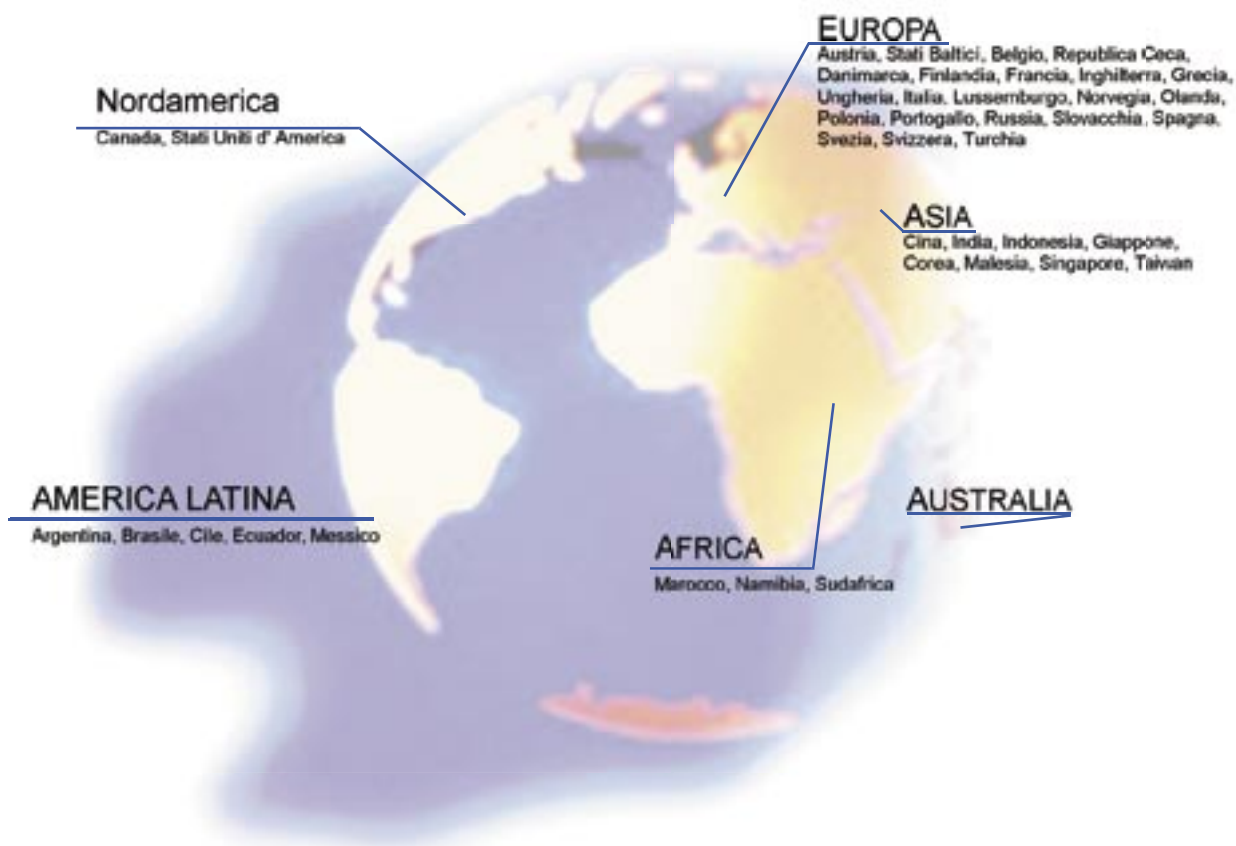 EUROPA
Austria, Stati Baltici, Belgio, Republica Ceca,
Danimarca, Finlandia, Francia, Inghilterra, Grecia,
Ungheria, Italia, Lussemburgo, Norvegia, Olanda,
Polonia, Portogallo, Russia, Slovacchia, Spagna,
Svezia, Svizzera, Turchia
Nordamerica
Canada, Stati Uniti d' America
ASIA
Cina, India, Indonesia, Giappone,
Corea, Malesia, Singapore, Taiwan
AMERICA LATINA
Argentina, Brasile, Cile, Ecuador, Messico
AUSTRALIA
AFRICA
Marocco, Namibia, Sudafrica